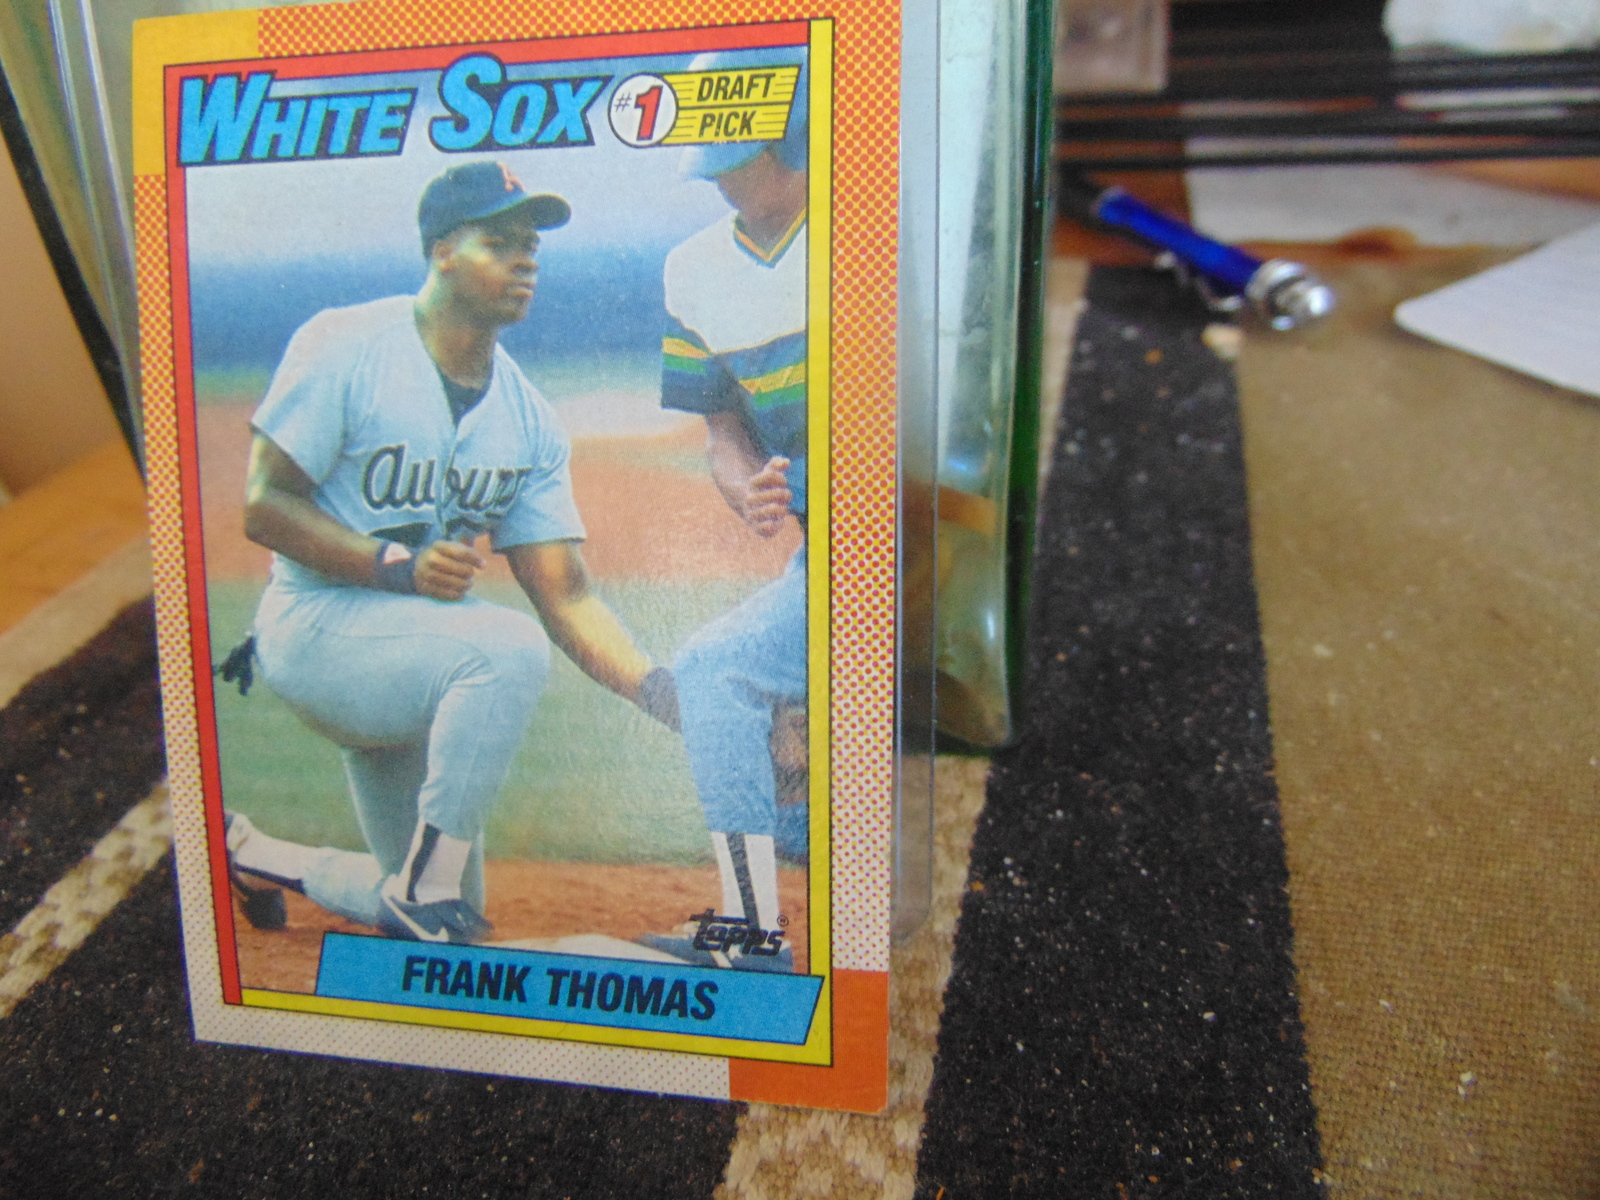 WHITE SOX #1 DRAFT PICK
A
Auburn
topps®
FRANK THOMAS